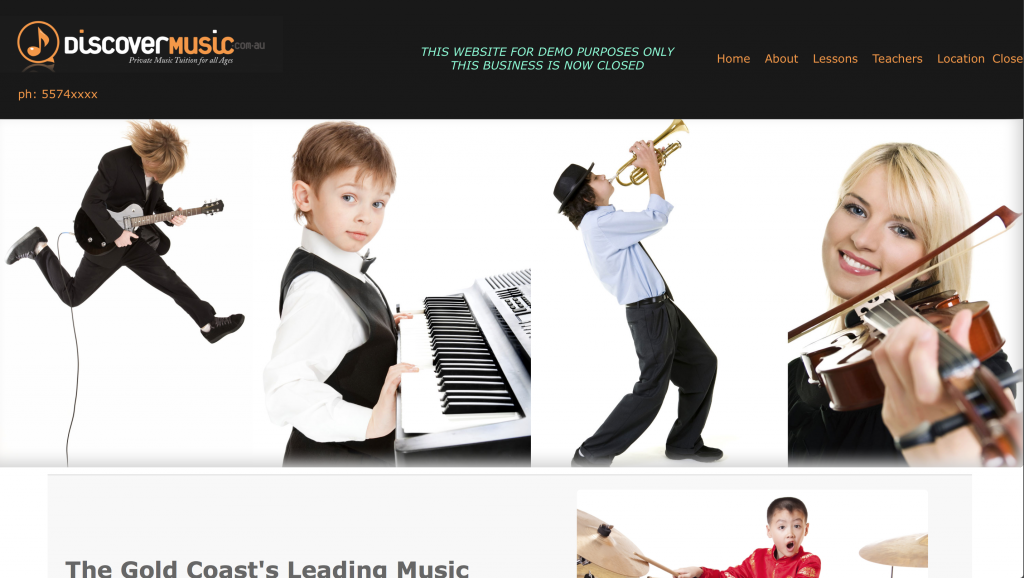 DISCOVERMUSIC.com-au
Private Music Tuition for all Ages
THIS WEBSITE FOR DEMO PURPOSES ONLY
THIS BUSINESS IS NOW CLOSED
Home About Lessons Teachers Location Close
ph: 5574xxxx
The Gold Coast's Leading Music